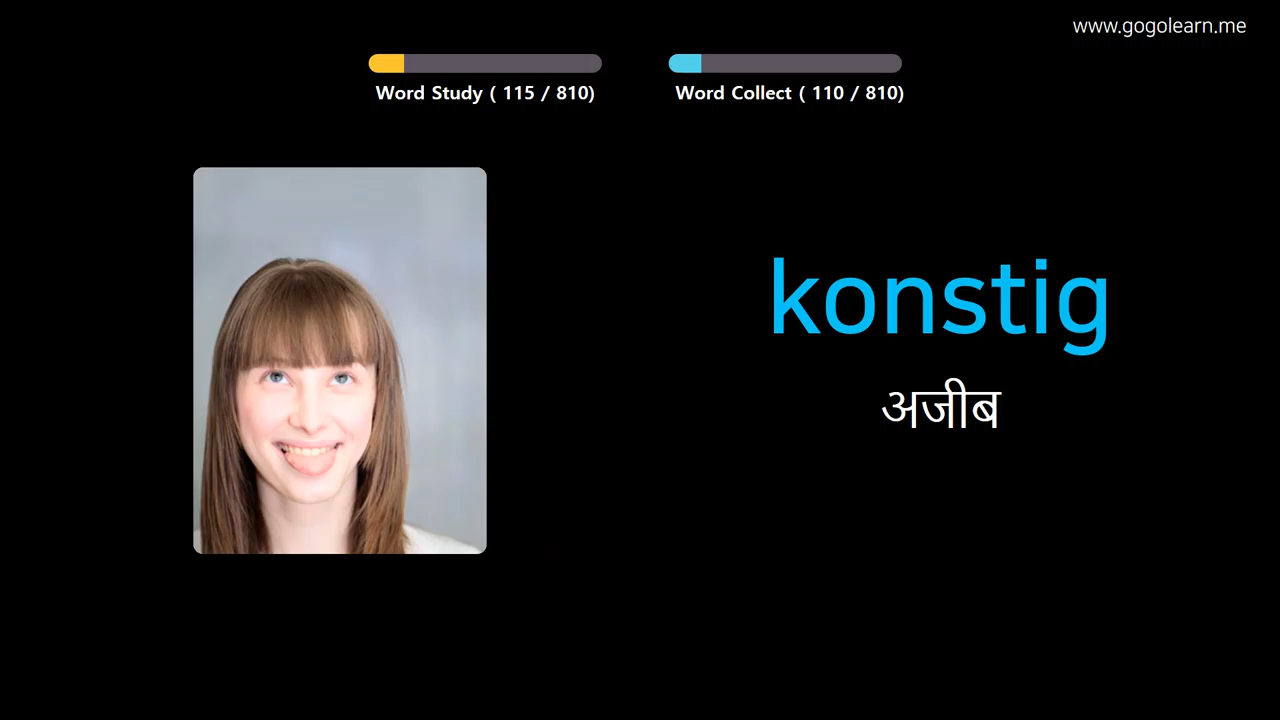 www.gogolearn.me
Word Study ( 115 / 810)
Word Collect ( 110 / 810)
konstig
अजीब